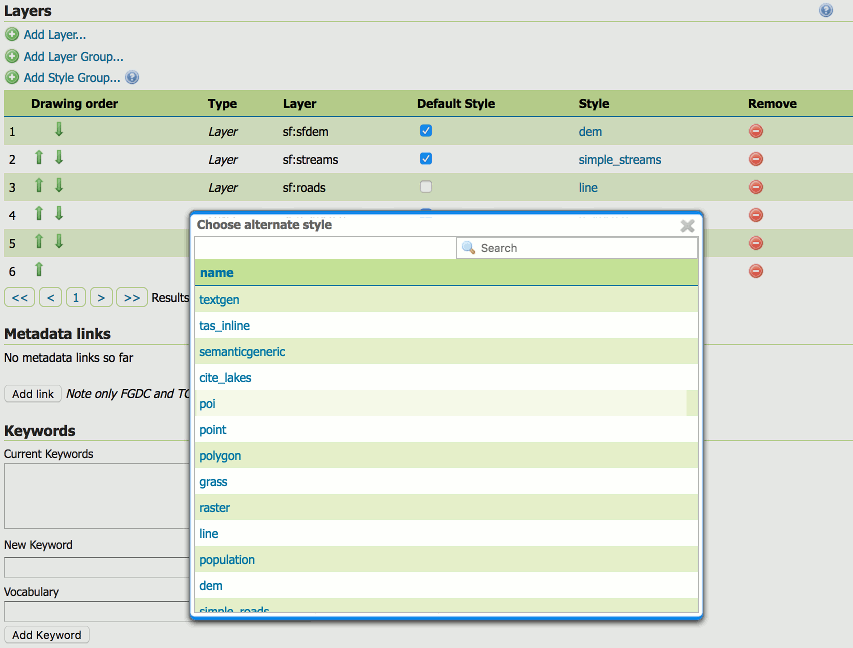 Layers
Add Layer...
Add Layer Group...
Add Style Group...
Drawing order Type Layer Default Style Style Remove
1 Layer sf:sfdem dem
2 Layer sf:streams simple_streams
3 Layer sf:roads line
4
5
6
<< < 1 > >> Results
Metadata links
No metadata links so far
Add link Note only FGDC and TC
Keywords
Current Keywords
New Keyword
Vocabulary
Add Keyword
Choose alternate style
Search
name
textgen
tas_inline
semanticgeneric
cite_lakes
poi
point
polygon
grass
raster
line
population
dem
simple_roads